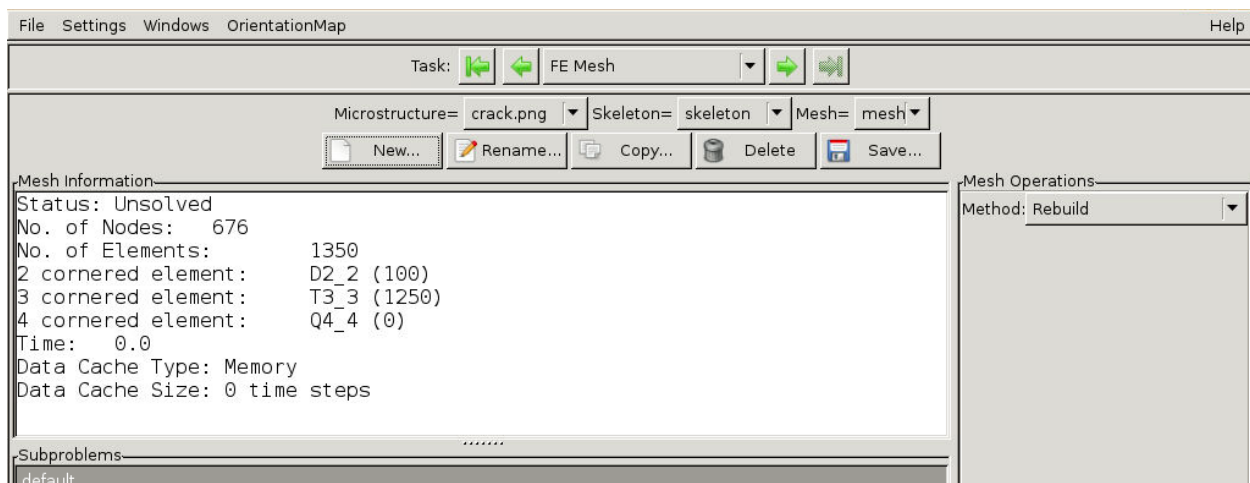 File Settings Windows OrientationMap Help
Task: FE Mesh
Microstructure= crack.png Skeleton= skeleton Mesh= mesh
New... Rename... Copy... Delete Save...
Mesh Information
Status: Unsolved
No. of Nodes: 676
No. of Elements: 1350
2 cornered element: D2_2 (100)
3 cornered element: T3_3 (1250)
4 cornered element: Q4_4 (0)
Time: 0.0
Data Cache Type: Memory
Data Cache Size: 0 time steps
Mesh Operations
Method: Rebuild
Subproblems
default